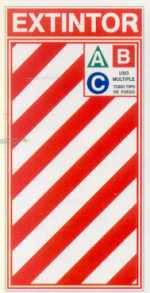 EXTINTOR
A B
C
USO
MULTIPLE
TODO TIPO
DE FUEGO